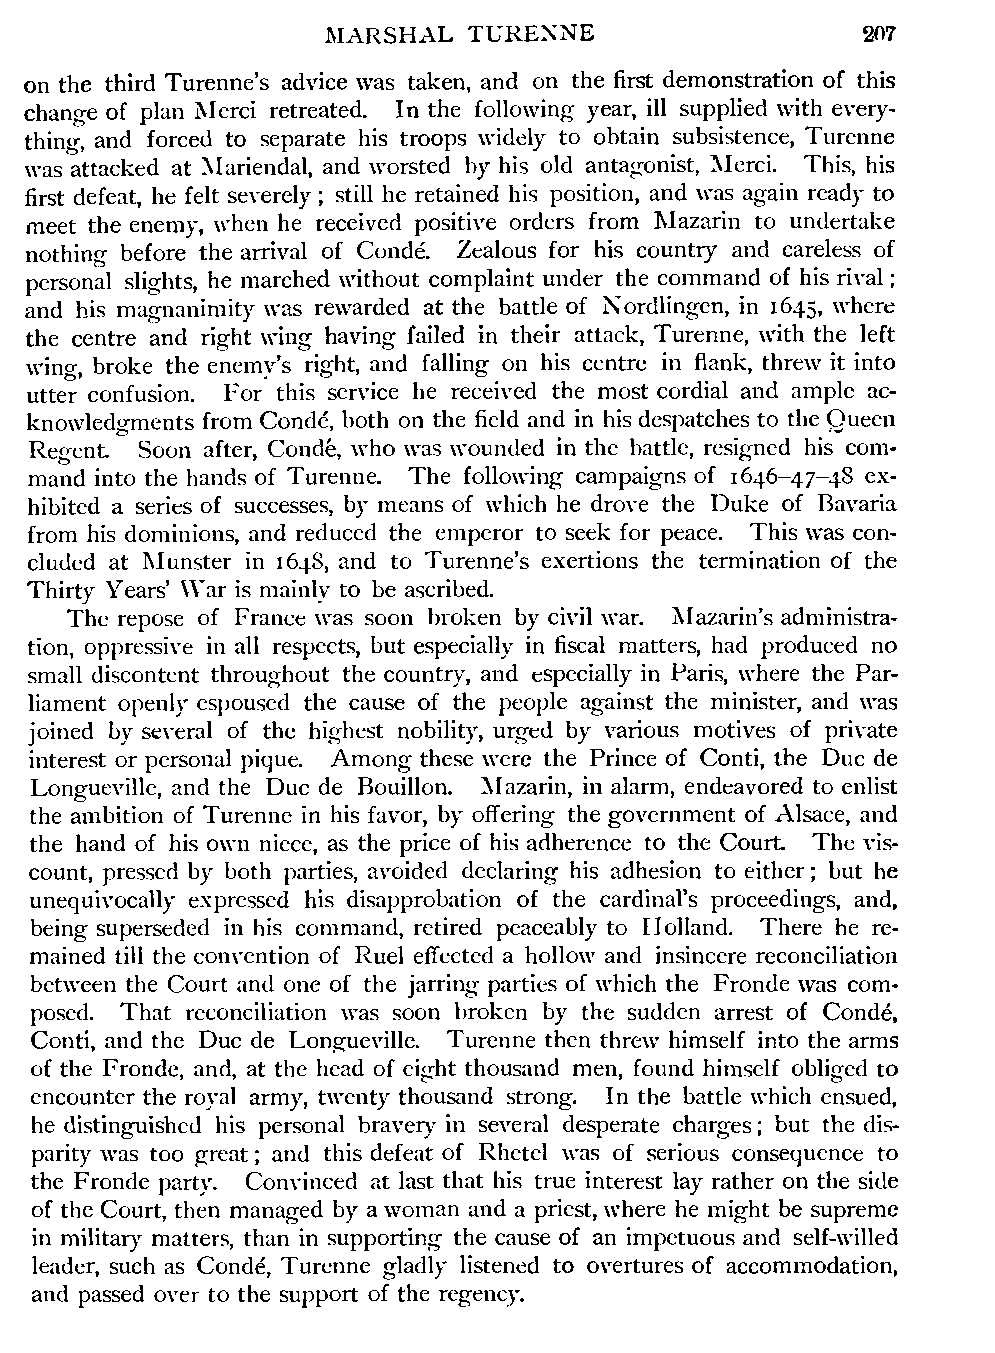 MARSHAL TURENNE 207
on the third Turenne's advice was taken, and on the first demonstration of this
change of plan Merci retreated. In the following year, ill supplied with every-
thing, and forced to separate his troops widely to obtain subsistence, Turenne
was attacked at Mariendal, and worsted by his old antagonist, Merci. This, his
first defeat, he felt severely ; still he retained his position, and was again ready to
meet the enemy, when he received positive orders from Mazarin to undertake
nothing before the arrival of Condé. Zealous for his country and careless of
personal slights, he marched without complaint under the command of his rival ;
and his magnanimity was rewarded at the battle of Nordlingen, in 1645, where
the centre and right wing having failed in their attack, Turenne, with the left
wing, broke the enemy's right, and falling on his centre in flank, threw it into
utter confusion. For this service he received the most cordial and ample ac-
knowledgments from Condé, both on the field and in his despatches to the Queen
Regent. Soon after, Condé, who was wounded in the battle, resigned his com-
mand into the hands of Turenne. The following campaigns of 1646–47–48 ex-
hibited a series of successes, by means of which he drove the Duke of Bavaria
from his dominions, and reduced the emperor to seek for peace. This was con-
cluded at Munster in 1648, and to Turenne's exertions the termination of the
Thirty Years' War is mainly to be ascribed.
The repose of France was soon broken by civil war. Mazarin's administra-
tion, oppressive in all respects, but especially in fiscal matters, had produced no
small discontent throughout the country, and especially in Paris, where the Par-
liament openly espoused the cause of the people against the minister, and was
joined by several of the highest nobility, urged by various motives of private
interest or personal pique. Among these were the Prince of Conti, the Duc de
Longueville, and the Duc de Bouillon. Mazarin, in alarm, endeavored to enlist
the ambition of Turenne in his favor, by offering the government of Alsace, and
the hand of his own niece, as the price of his adherence to the Court. The vis-
count, pressed by both parties, avoided declaring his adhesion to either ; but he
unequivocally expressed his disapprobation of the cardinal's proceedings, and,
being superseded in his command, retired peaceably to Holland. There he re-
mained till the convention of Ruel effected a hollow and insincere reconciliation
between the Court and one of the jarring parties of which the Fronde was com-
posed. That reconciliation was soon broken by the sudden arrest of Condé,
Conti, and the Duc de Longueville. Turenne then threw himself into the arms
of the Fronde, and, at the head of eight thousand men, found himself obliged to
encounter the royal army, twenty thousand strong. In the battle which ensued,
he distinguished his personal bravery in several desperate charges ; but the dis-
parity was too great ; and this defeat of Rhetel was of serious consequence to
the Fronde party. Convinced at last that his true interest lay rather on the side
of the Court, then managed by a woman and a priest, where he might be supreme
in military matters, than in supporting the cause of an impetuous and self-willed
leader, such as Condé, Turenne gladly listened to overtures of accommodation,
and passed over to the support of the regency.